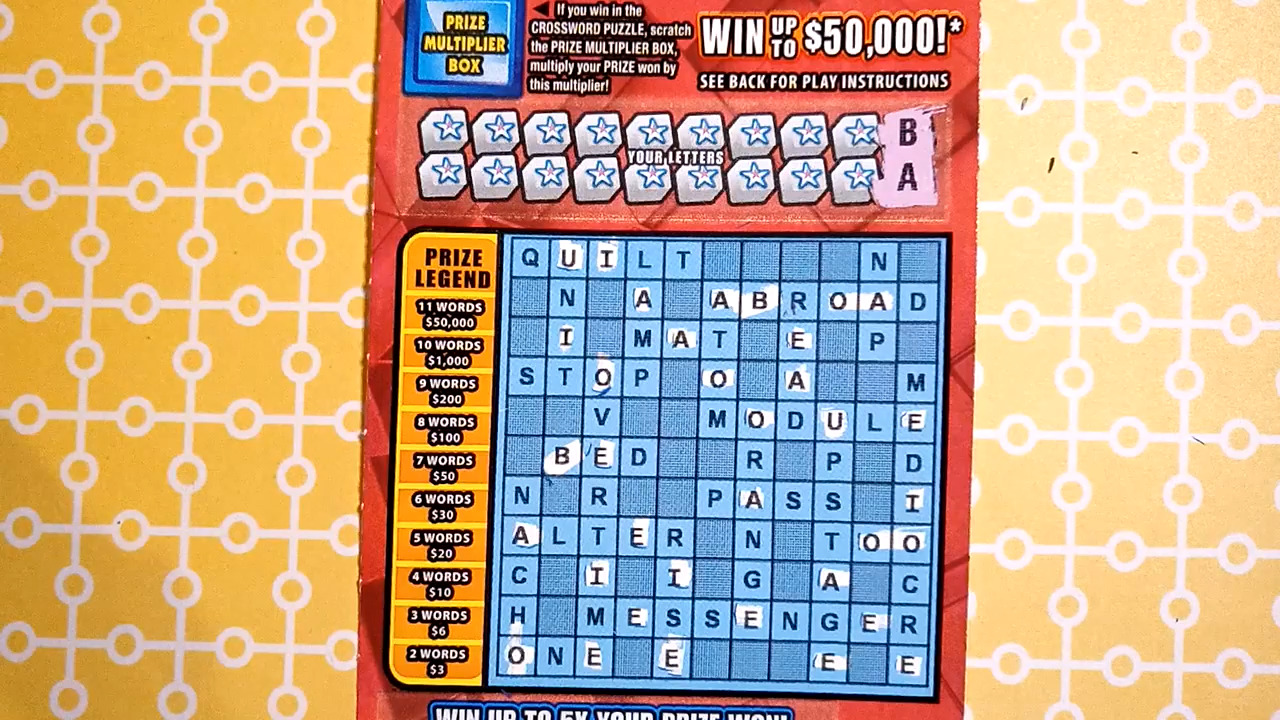 PRIZE
MULTIPLIER
BOX
If you win in the
CROSSWORD PUZZLE, scratch
the PRIZE MULTIPLIER BOX,
multiply your PRIZE won by
this multiplier!
WIN UP TO $50,000!*
SEE BACK FOR PLAY INSTRUCTIONS
B
YOUR LETTERS
A
PRIZE
LEGEND
11 WORDS
$50,000
10 WORDS
$1,000
9 WORDS
$200
8 WORDS
$100
7 WORDS
$50
6 WORDS
$30
5 WORDS
$20
4 WORDS
$10
3 WORDS
$6
2 WORDS
$3
Q U I L T N
N A A B R O A D
I M A T E P
S T O P O A M
V M O D U L E
B E D R P D
N R P A S S I
A L T E R N T O O
C I I G A C
H M E S S E N G E R
O N E E E E
WIN UP TO 5X YOUR PRIZE WON!